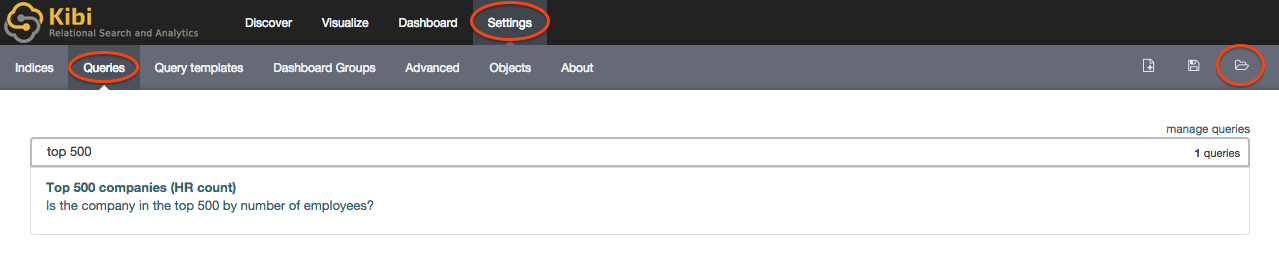 Kibi
Relational Search and Analytics
Discover Visualize Dashboard Settings
Indices Queries Query templates Dashboard Groups Advanced Objects About
manage queries
top 500 1 queries
Top 500 companies (HR count)
Is the company in the top 500 by number of employees?